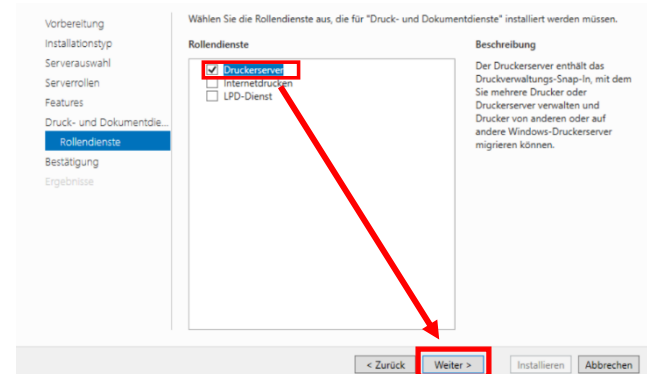 Vorbereitung
Installationstyp
Serverauswahl
Serverrollen
Features
Druck- und Dokumentdie...
Rollendienste
Bestätigung
Ergebnisse
Wählen Sie die Rollendienste aus, die für "Druck- und Dokumentdienste" installiert werden müssen.
Rollendienste
Druckerserver
Internetdrucken
LPD-Dienst
Beschreibung
Der Druckerserver enthält das
Druckverwaltungs-Snap-In, mit dem
Sie mehrere Drucker oder
Druckerserver verwalten und
Drucker von anderen oder auf
andere Windows-Druckerserver
migrieren können.
< Zurück
Weiter >
Installieren
Abbrechen